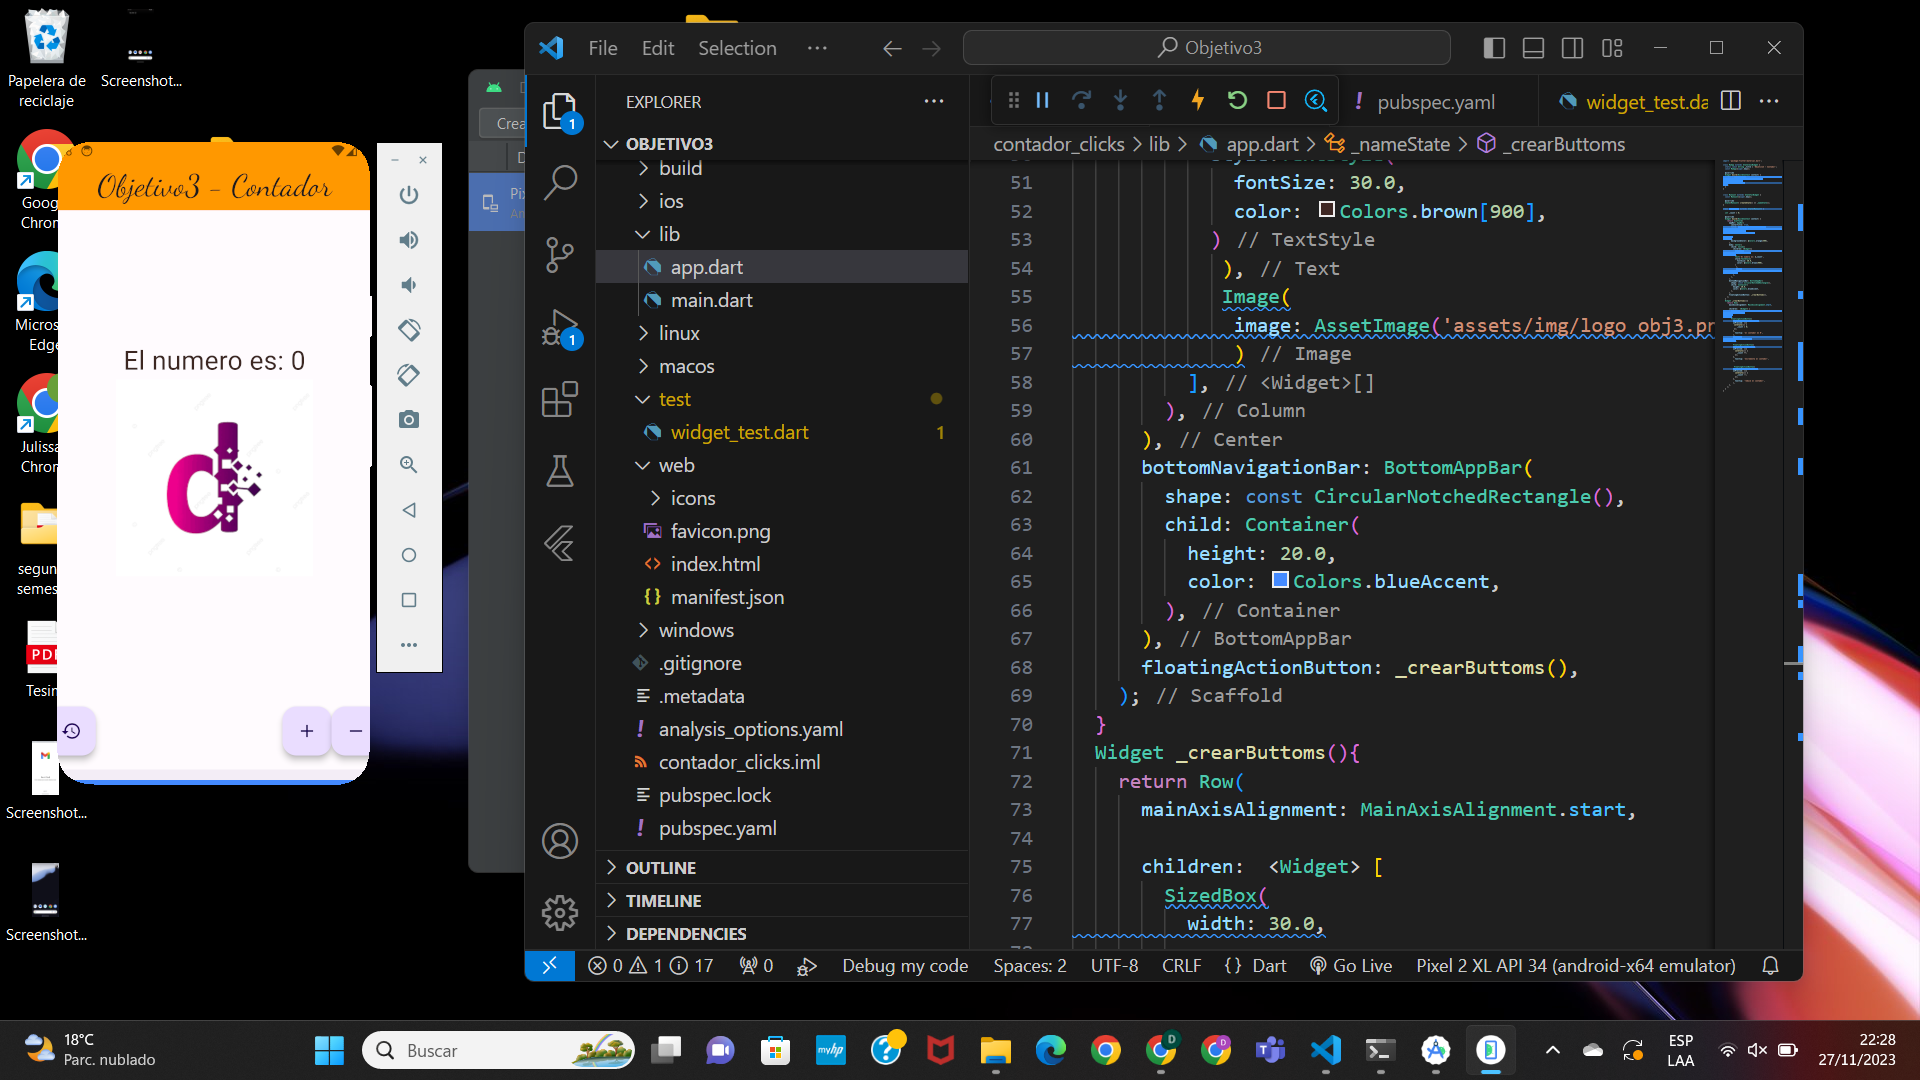 Papelera de
reciclaje
Screenshot...
Goog
Chron
Micros
Edge
Julissa
Chron
segun
semes
PDF
Tesin
Screenshot...
Screenshot...
Objetivo3 - Contador
El numero es: 0
Crea
D
Pix
An
File
Edit
Selection
Objetivo3
EXPLORER
OBJETIVO3
build
ios
lib
app.dart
main.dart
linux
macos
test
widget_test.dart
1
web
icons
favicon.png
index.html
manifest.json
windows
.gitignore
.metadata
analysis_options.yaml
contador_clicks.iml
pubspec.lock
pubspec.yaml
OUTLINE
TIMELINE
DEPENDENCIES
1
1
pubspec.yaml
widget_test.da
contador_clicks > lib > app.dart > _nameState > _crearButtoms
51 fontSize: 30.0,
52 color: Colors.brown[900],
53 ) // TextStyle
54 ), // Text
55 Image(
56 image: AssetImage('assets/img/logo_obj3.pr
57 ) // Image
58 ], // <Widget>[]
59 ), // Column
60 ), // Center
61 bottomNavigationBar: BottomAppBar(
62 shape: const CircularNotchedRectangle(),
63 child: Container(
64 height: 20.0,
65 color: Colors.blueAccent,
66 ), // Container
67 ), // BottomAppBar
68 floatingActionButton: _crearButtoms(),
69 ); // Scaffold
70 }
71 Widget _crearButtoms(){
72 return Row(
73 mainAxisAlignment: MainAxisAlignment.start,
74
75 children: <Widget> [
76 SizedBox(
77 width: 30.0,
0 1 17 0 Debug my code Spaces: 2 UTF-8 CRLF {} Dart Go Live Pixel 2 XL API 34 (android-x64 emulator)
18°C
Parc. nublado
Buscar
myhp
D
D
ESP
LAA
22:28
27/11/2023